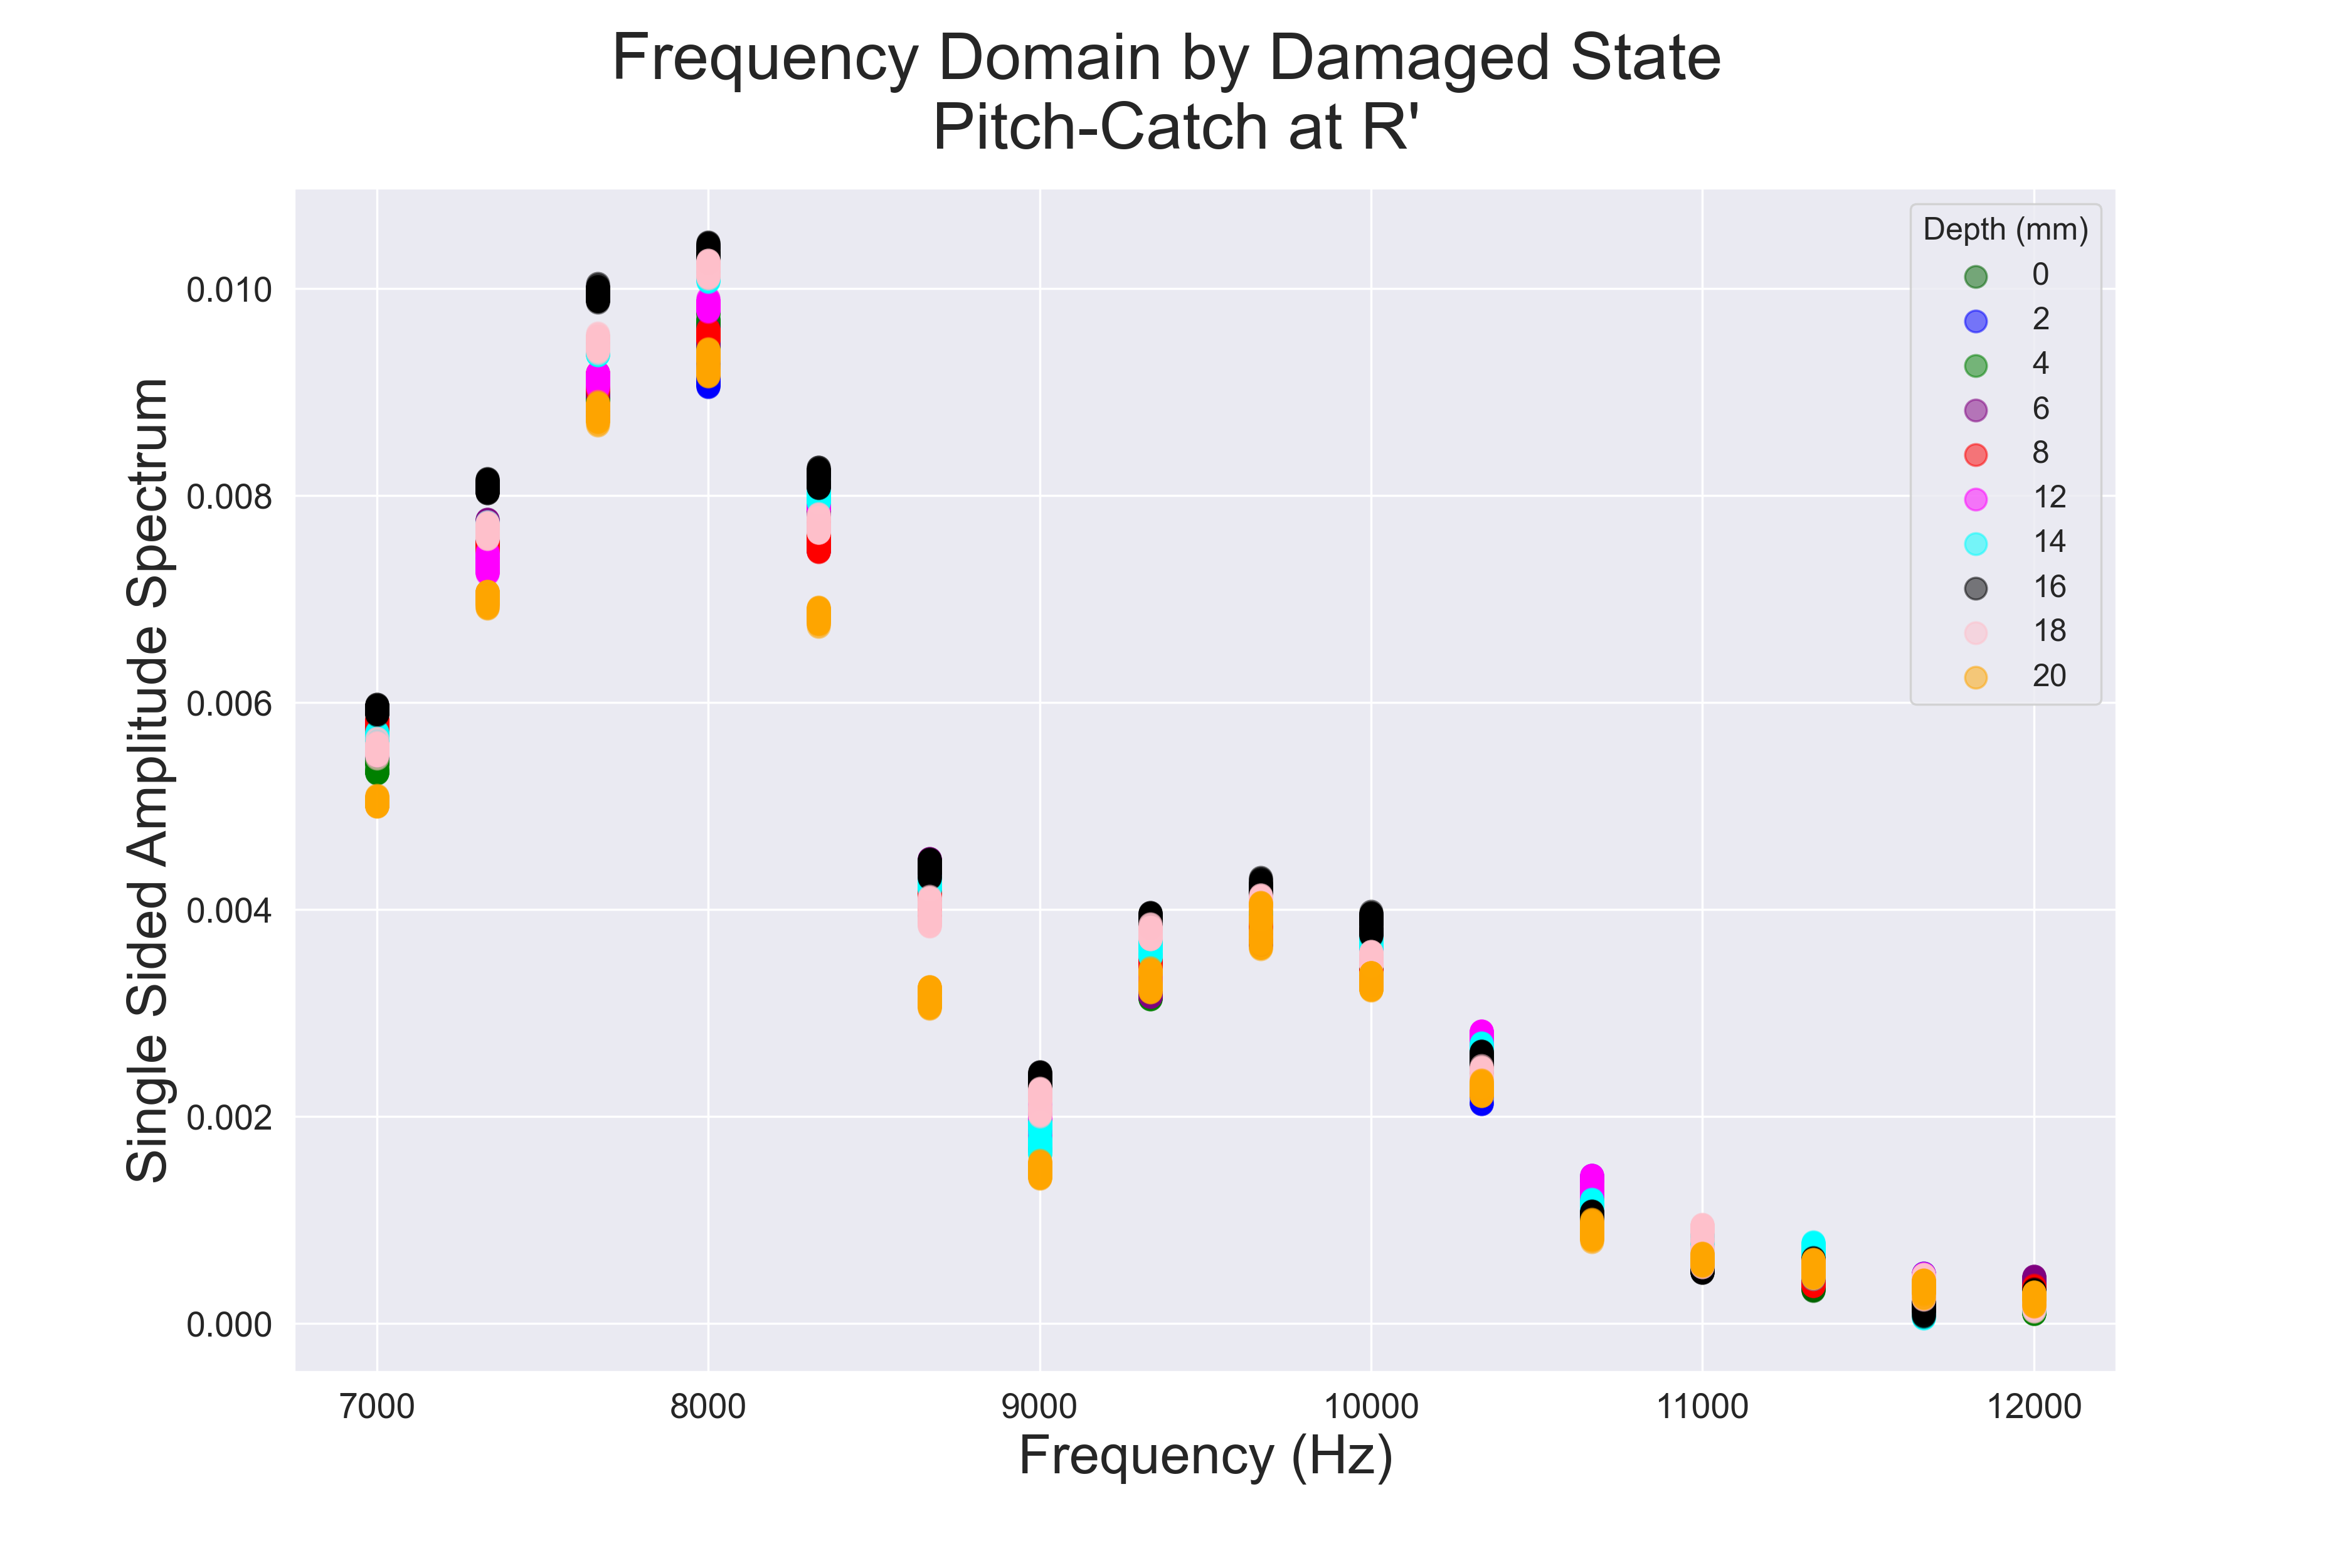 Frequency Domain by Damaged State
Pitch-Catch at R'
Single Sided Amplitude Spectrum
0.010
0.008
0.006
0.004
0.002
0.000
Depth (mm)
0
2
4
6
8
12
14
16
18
20
7000 8000 9000 10000 11000 12000
Frequency (Hz)